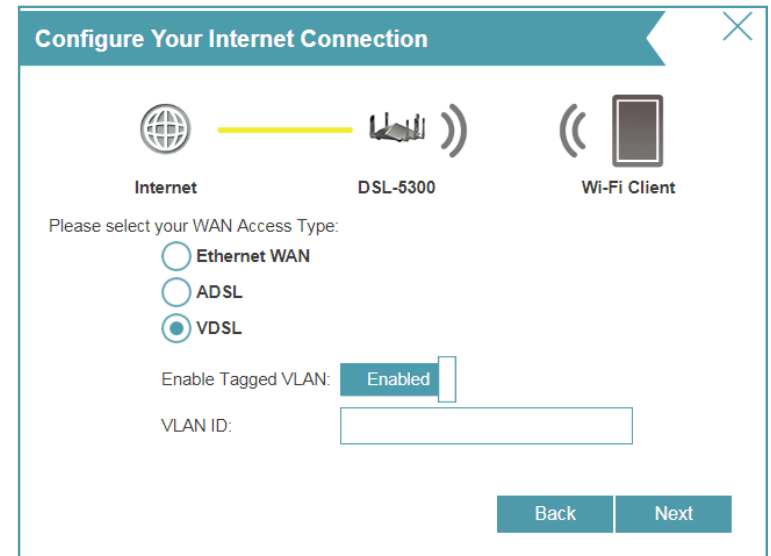 Configure Your Internet Connection
Internet DSL-5300 Wi-Fi Client
Please select your WAN Access Type:
Ethernet WAN
ADSL
VDSL
Enable Tagged VLAN: Enabled
VLAN ID:
Back Next